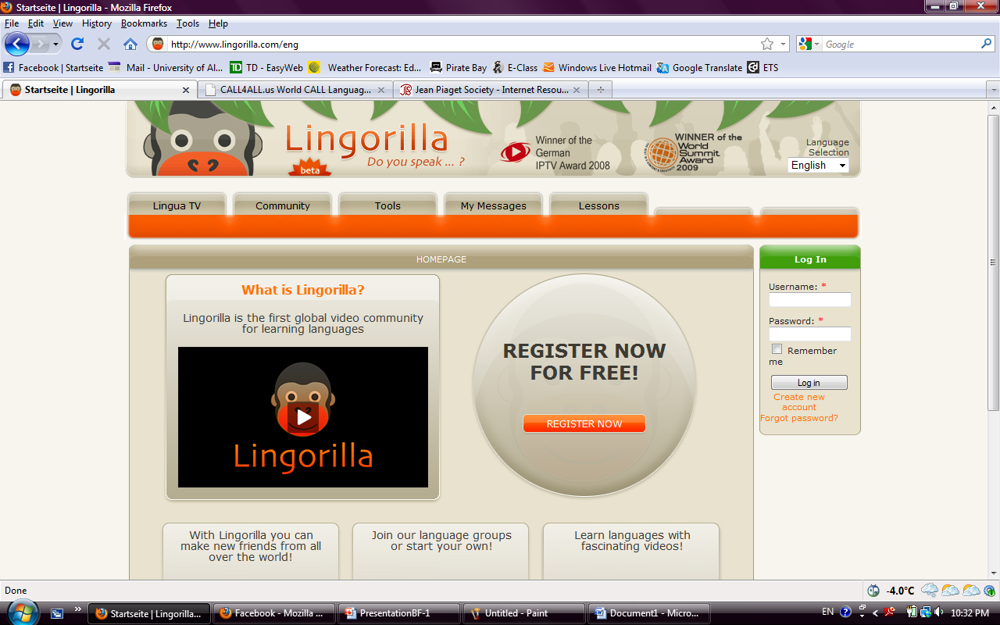 Startseite | Lingorilla - Mozilla Firefox
File Edit View History Bookmarks Tools Help
http://www.lingorilla.com/eng
Google
Facebook | Startseite Mail - University of Al... TD TD - EasyWeb Weather Forecast: Ed... Pirate Bay E-Class Windows Live Hotmail Google Translate ETS
Startseite | Lingorilla CALL4ALL.us World CALL Languag... Jean Piaget Society - Internet Resou...
Lingorilla
beta
Do you speak ... ?
Winner of the
German
IPTV Award 2008
WINNER of the
World
Summit
Award
2009
Language
Selection
English
Lingua TV Community Tools My Messages Lessons
HOMEPAGE
What is Lingorilla?
Lingorilla is the first global video community
for learning languages
Lingorilla
REGISTER NOW
FOR FREE!
REGISTER NOW
Log In
Username: *
Password: *
Remember
me
Log in
Create new
account
Forgot password?
With Lingorilla you can
make new friends from all
over the world!
Join our language groups
or start your own!
Learn languages with
fascinating videos!
Done
-4.0°C
Startseite | Lingorilla... Facebook - Mozilla ... PresentationBF-1 Untitled - Paint Document1 - Micro...
EN
10:32 PM